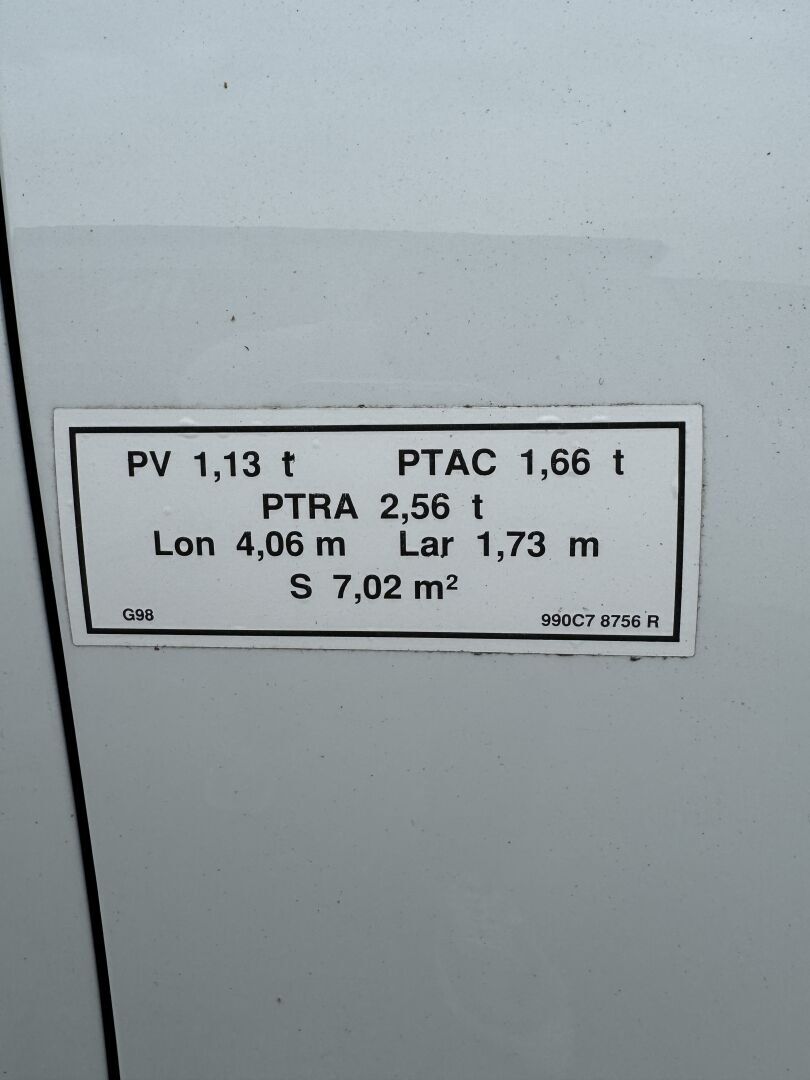 PV 1,13 t PTAC 1,66 t
PTRA 2,56 t
Lon 4,06 m Lar 1,73 m
S 7,02 m²
G98 990C7 8756 R